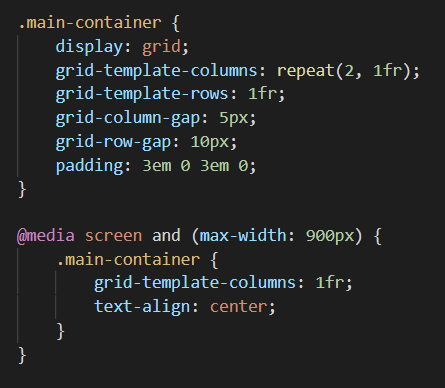 .main-container {
    display: grid;
    grid-template-columns: repeat(2, 1fr);
    grid-template-rows: 1fr;
    grid-column-gap: 5px;
    grid-row-gap: 10px;
    padding: 3em 0 3em 0;
}

@media screen and (max-width: 900px) {
    .main-container {
        grid-template-columns: 1fr;
        text-align: center;
    }
}